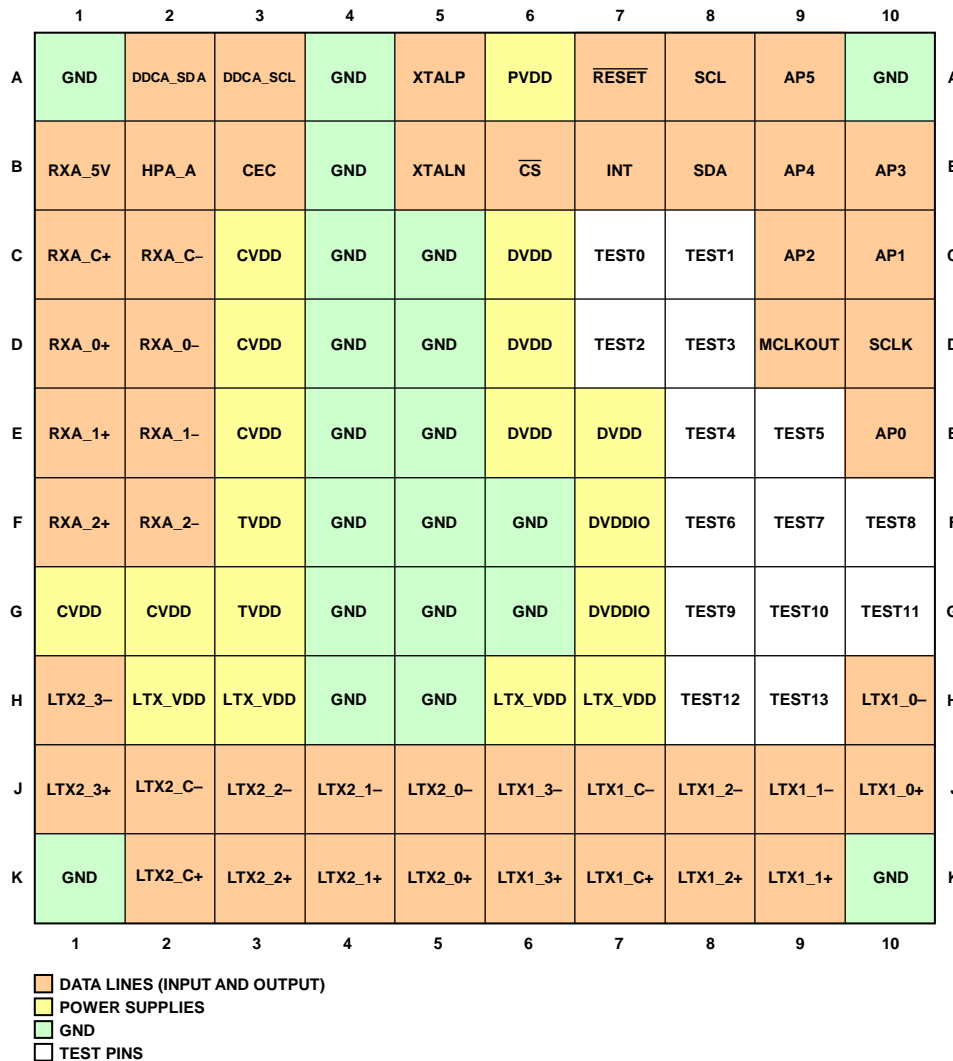 1 2 3 4 5 6 7 8 9 10
A GND DDCA_SDA DDCA_SCL GND XTALP PVDD RESET SCL AP5 GND A
B RXA_5V HPA_A CEC GND XTALN CS INT SDA AP4 AP3
C RXA_C+ RXA_C– CVDD GND GND DVDD TEST0 TEST1 AP2 AP1
D RXA_0+ RXA_0– CVDD GND GND DVDD TEST2 TEST3 MCLKOUT SCLK
E RXA_1+ RXA_1– CVDD GND GND DVDD DVDD TEST4 TEST5 AP0
F RXA_2+ RXA_2– TVDD GND GND GND DVDDIO TEST6 TEST7 TEST8
G CVDD CVDD TVDD GND GND GND DVDDIO TEST9 TEST10 TEST11
H LTX2_3– LTX_VDD LTX_VDD GND GND LTX_VDD LTX_VDD TEST12 TEST13 LTX1_0–
J LTX2_3+ LTX2_C– LTX2_2– LTX2_1– LTX2_0– LTX1_3– LTX1_C– LTX1_2– LTX1_1– LTX1_0+
K GND LTX2_C+ LTX2_2+ LTX2_1+ LTX2_0+ LTX1_3+ LTX1_C+ LTX1_2+ LTX1_1+ GND
1 2 3 4 5 6 7 8 9 10
DATA LINES (INPUT AND OUTPUT)
POWER SUPPLIES
GND
TEST PINS